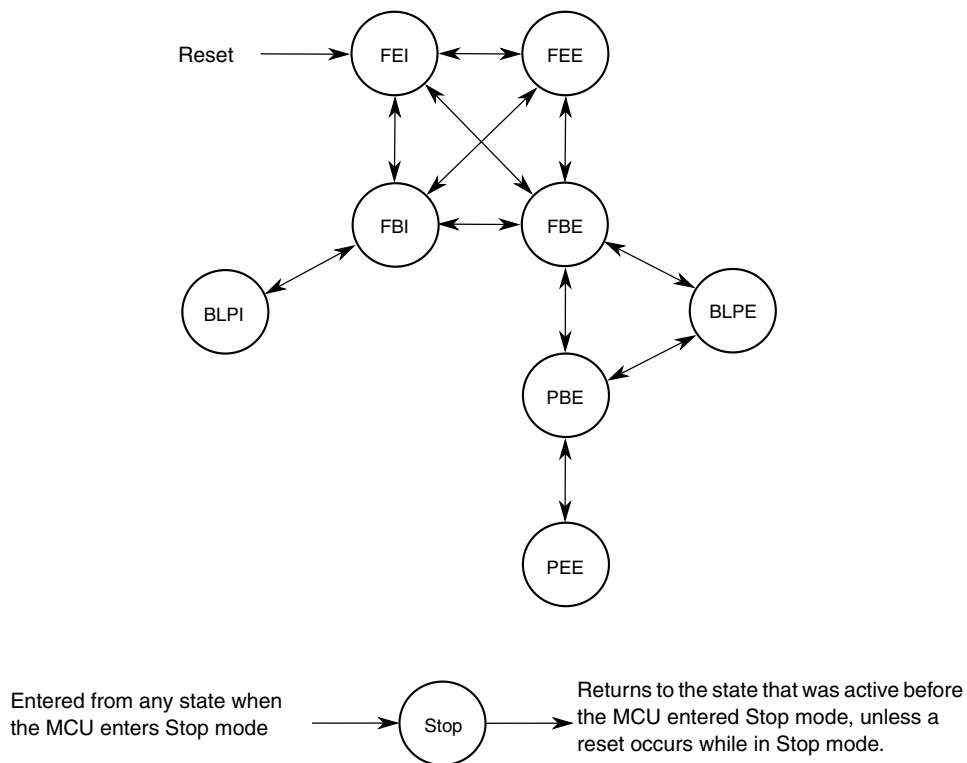 Reset
FEI
FEE
FBI
FBE
BLPI
BLPE
PBE
PEE
Entered from any state when
the MCU enters Stop mode
Stop
Returns to the state that was active before
the MCU entered Stop mode, unless a
reset occurs while in Stop mode.